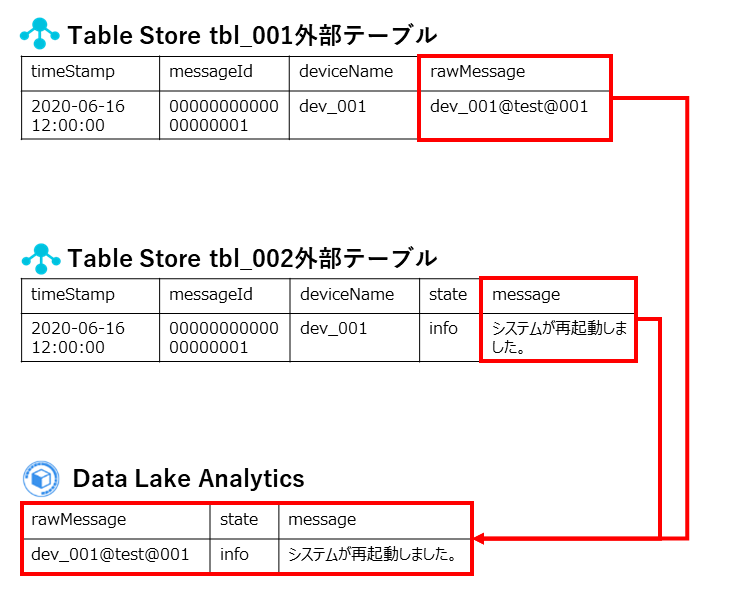 Table Store tbl_001外部テーブル
timeStamp messageId deviceName rawMessage
2020-06-16 00000000000 dev_001 dev_001@test@001
12:00:00 00000001
Table Store tbl_002外部テーブル
timeStamp messageId deviceName state message
2020-06-16 00000000000 dev_001 info システムが再起動しま
12:00:00 00000001 した。
Data Lake Analytics
rawMessage state message
dev_001@test@001 info システムが再起動しました。